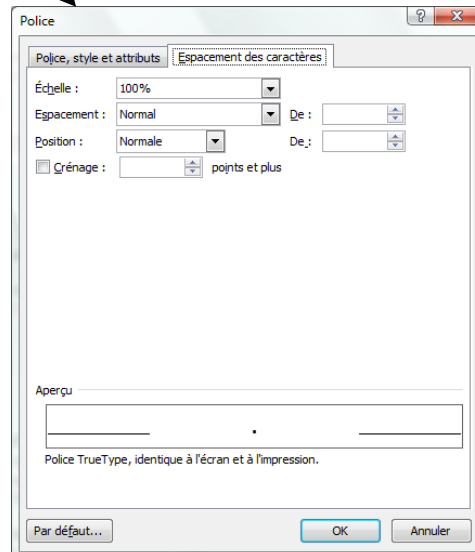 Police
Police, style et attributs Espacement des caractères
Échelle : 100%
Espacement : Normal De :
Position : Normale De :
Crénage : points et plus
Aperçu
.
Police TrueType, identique à l'écran et à l'impression.
Par défaut... OK Annuler